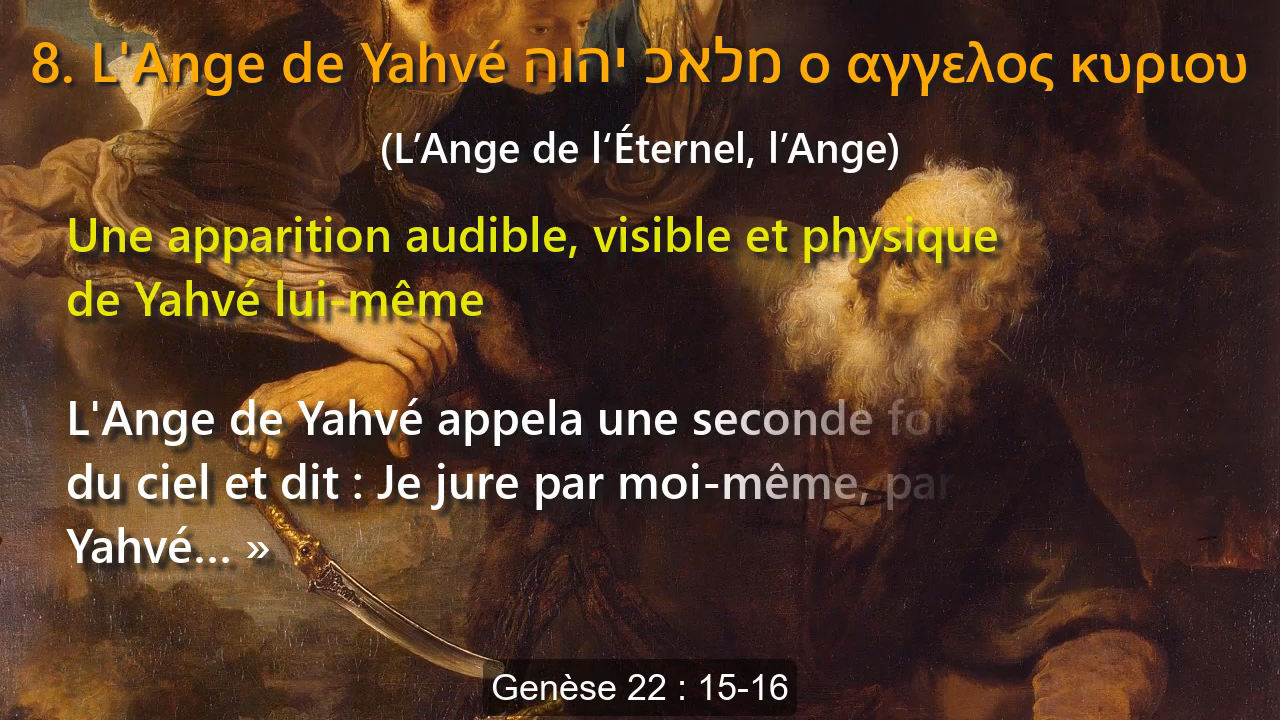 8. L'Ange de Yahvé מלאכ יהוה ο αγγελος κυριου
(L’Ange de l‘Éternel, l’Ange)
Une apparition audible, visible et physique
de Yahvé lui-même
L'Ange de Yahvé appela une seconde
du ciel et dit : Je jure par moi-même, par
Yahvé… »
Genèse 22 : 15-16